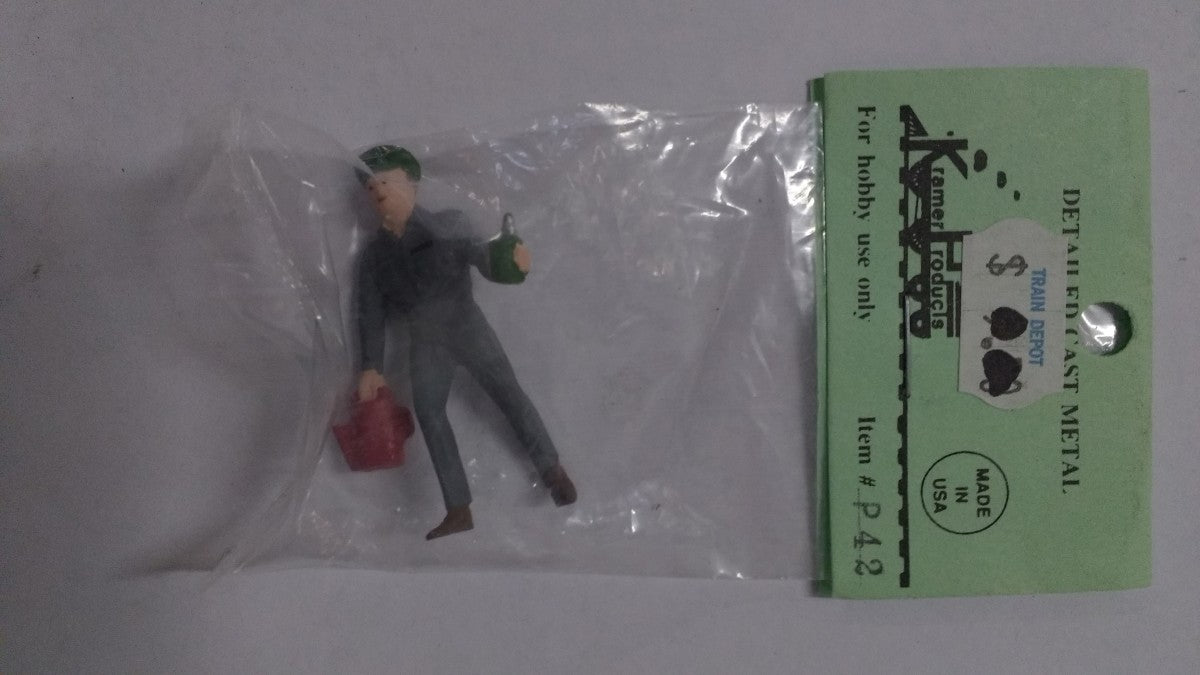 DETAILED CAST METAL
TRAIN DEPOT
$
Kramer Products
MADE
IN
USA
For hobby use only
Item # P42